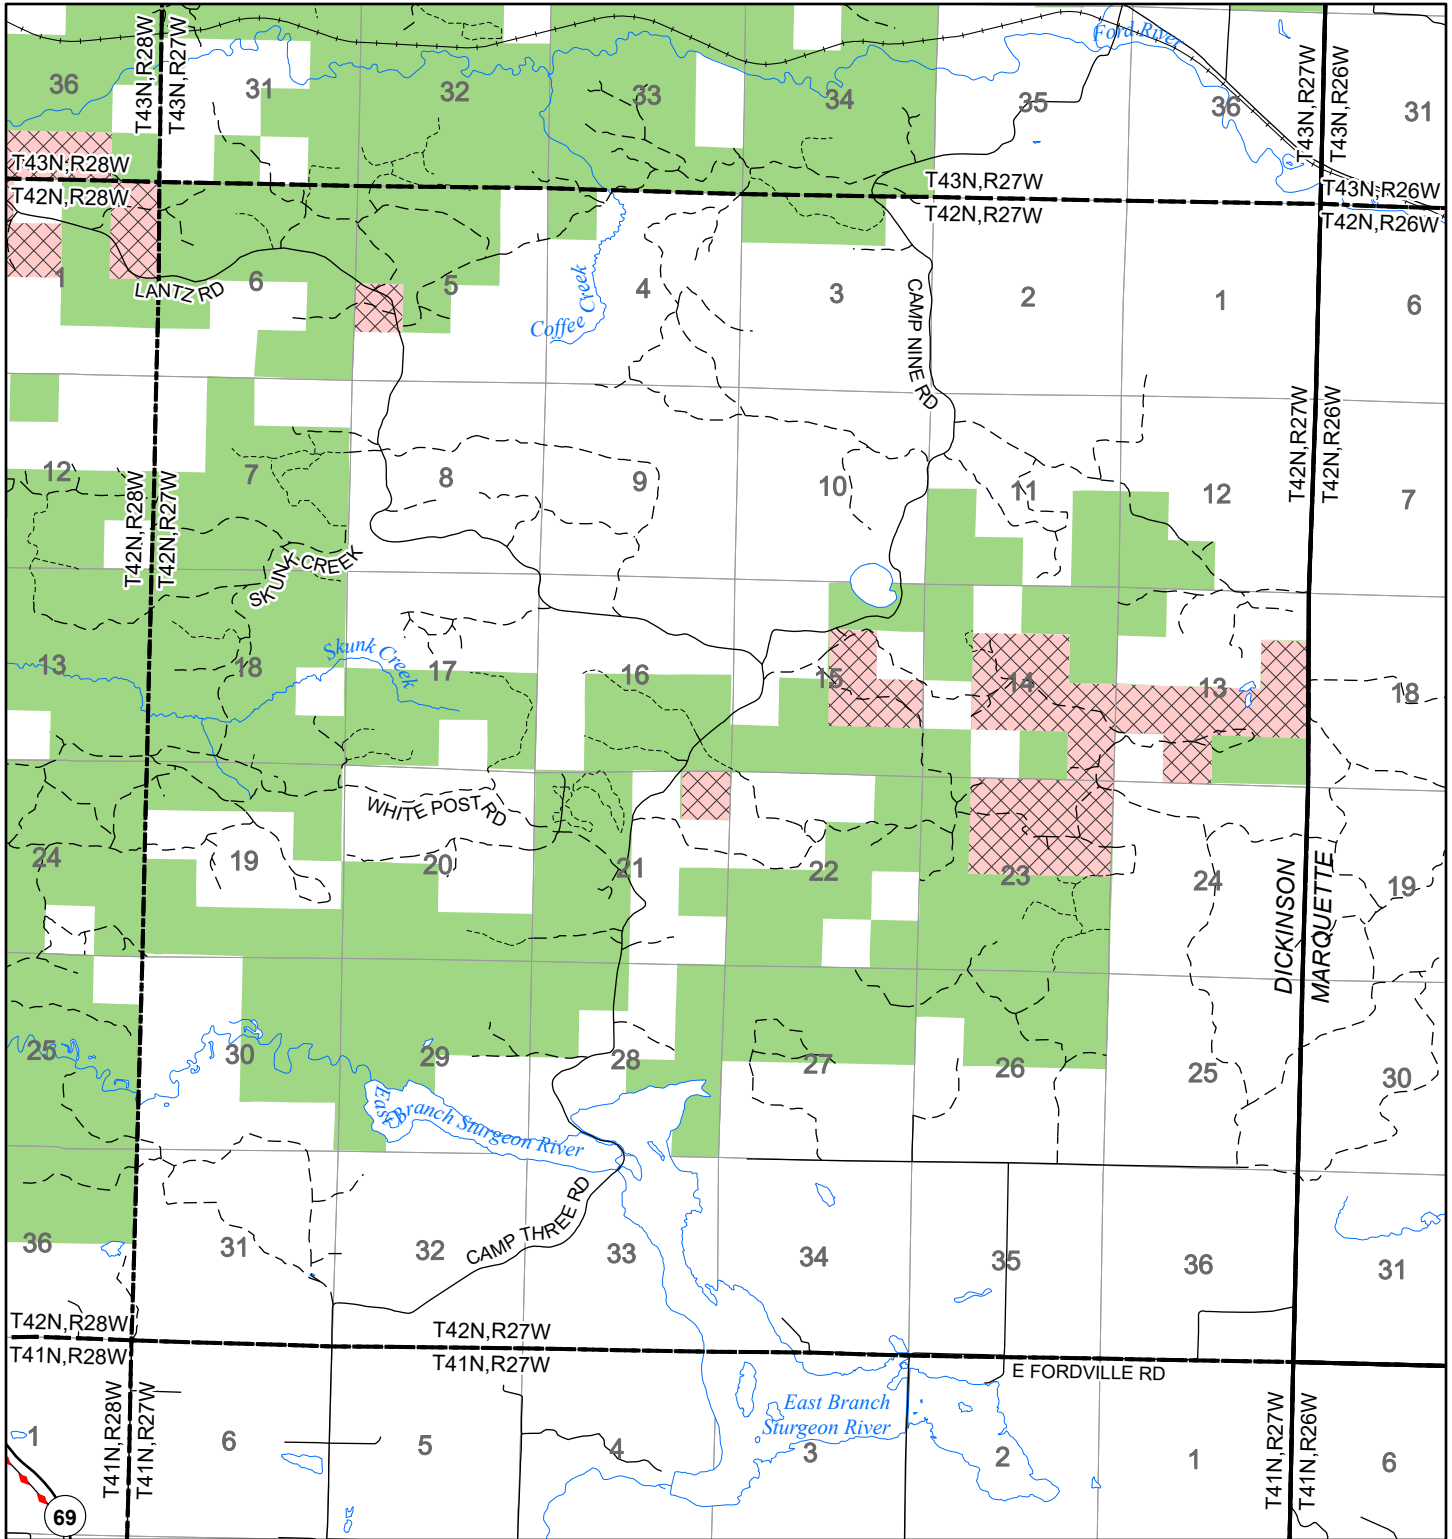 T43N,R28W
T43N,R27W
Ford River
T43N,R27W
T43N,R26W
36
31
32
33
34
35
36
31
T43N,R28W
T42N,R28W
T43N,R27W
T42N,R27W
T43N,R26W
T42N,R26W
1
LANTZ RD
6
5
Coffee Creek
4
3
CAMP NINE RD
2
1
6
T42N,R27W
T42N,R26W
12
T42N,R28W
T42N,R27W
7
8
9
10
11
12
7
SKUNK CREEK
Skunk Creek
13
18
17
16
15
14
13
18
WHITE POST RD
24
19
20
21
22
23
24
19
DICKINSON
MARQUETTE
25
30
29
28
27
26
25
30
East Branch Sturgeon River
CAMP THREE RD
36
31
32
33
34
35
36
31
T42N,R28W
T41N,R28W
T42N,R27W
T41N,R27W
E FORDVILLE RD
T41N,R28W
T41N,R27W
East Branch
Sturgeon River
T41N,R27W
T41N,R26W
1
6
5
4
3
2
1
6
69